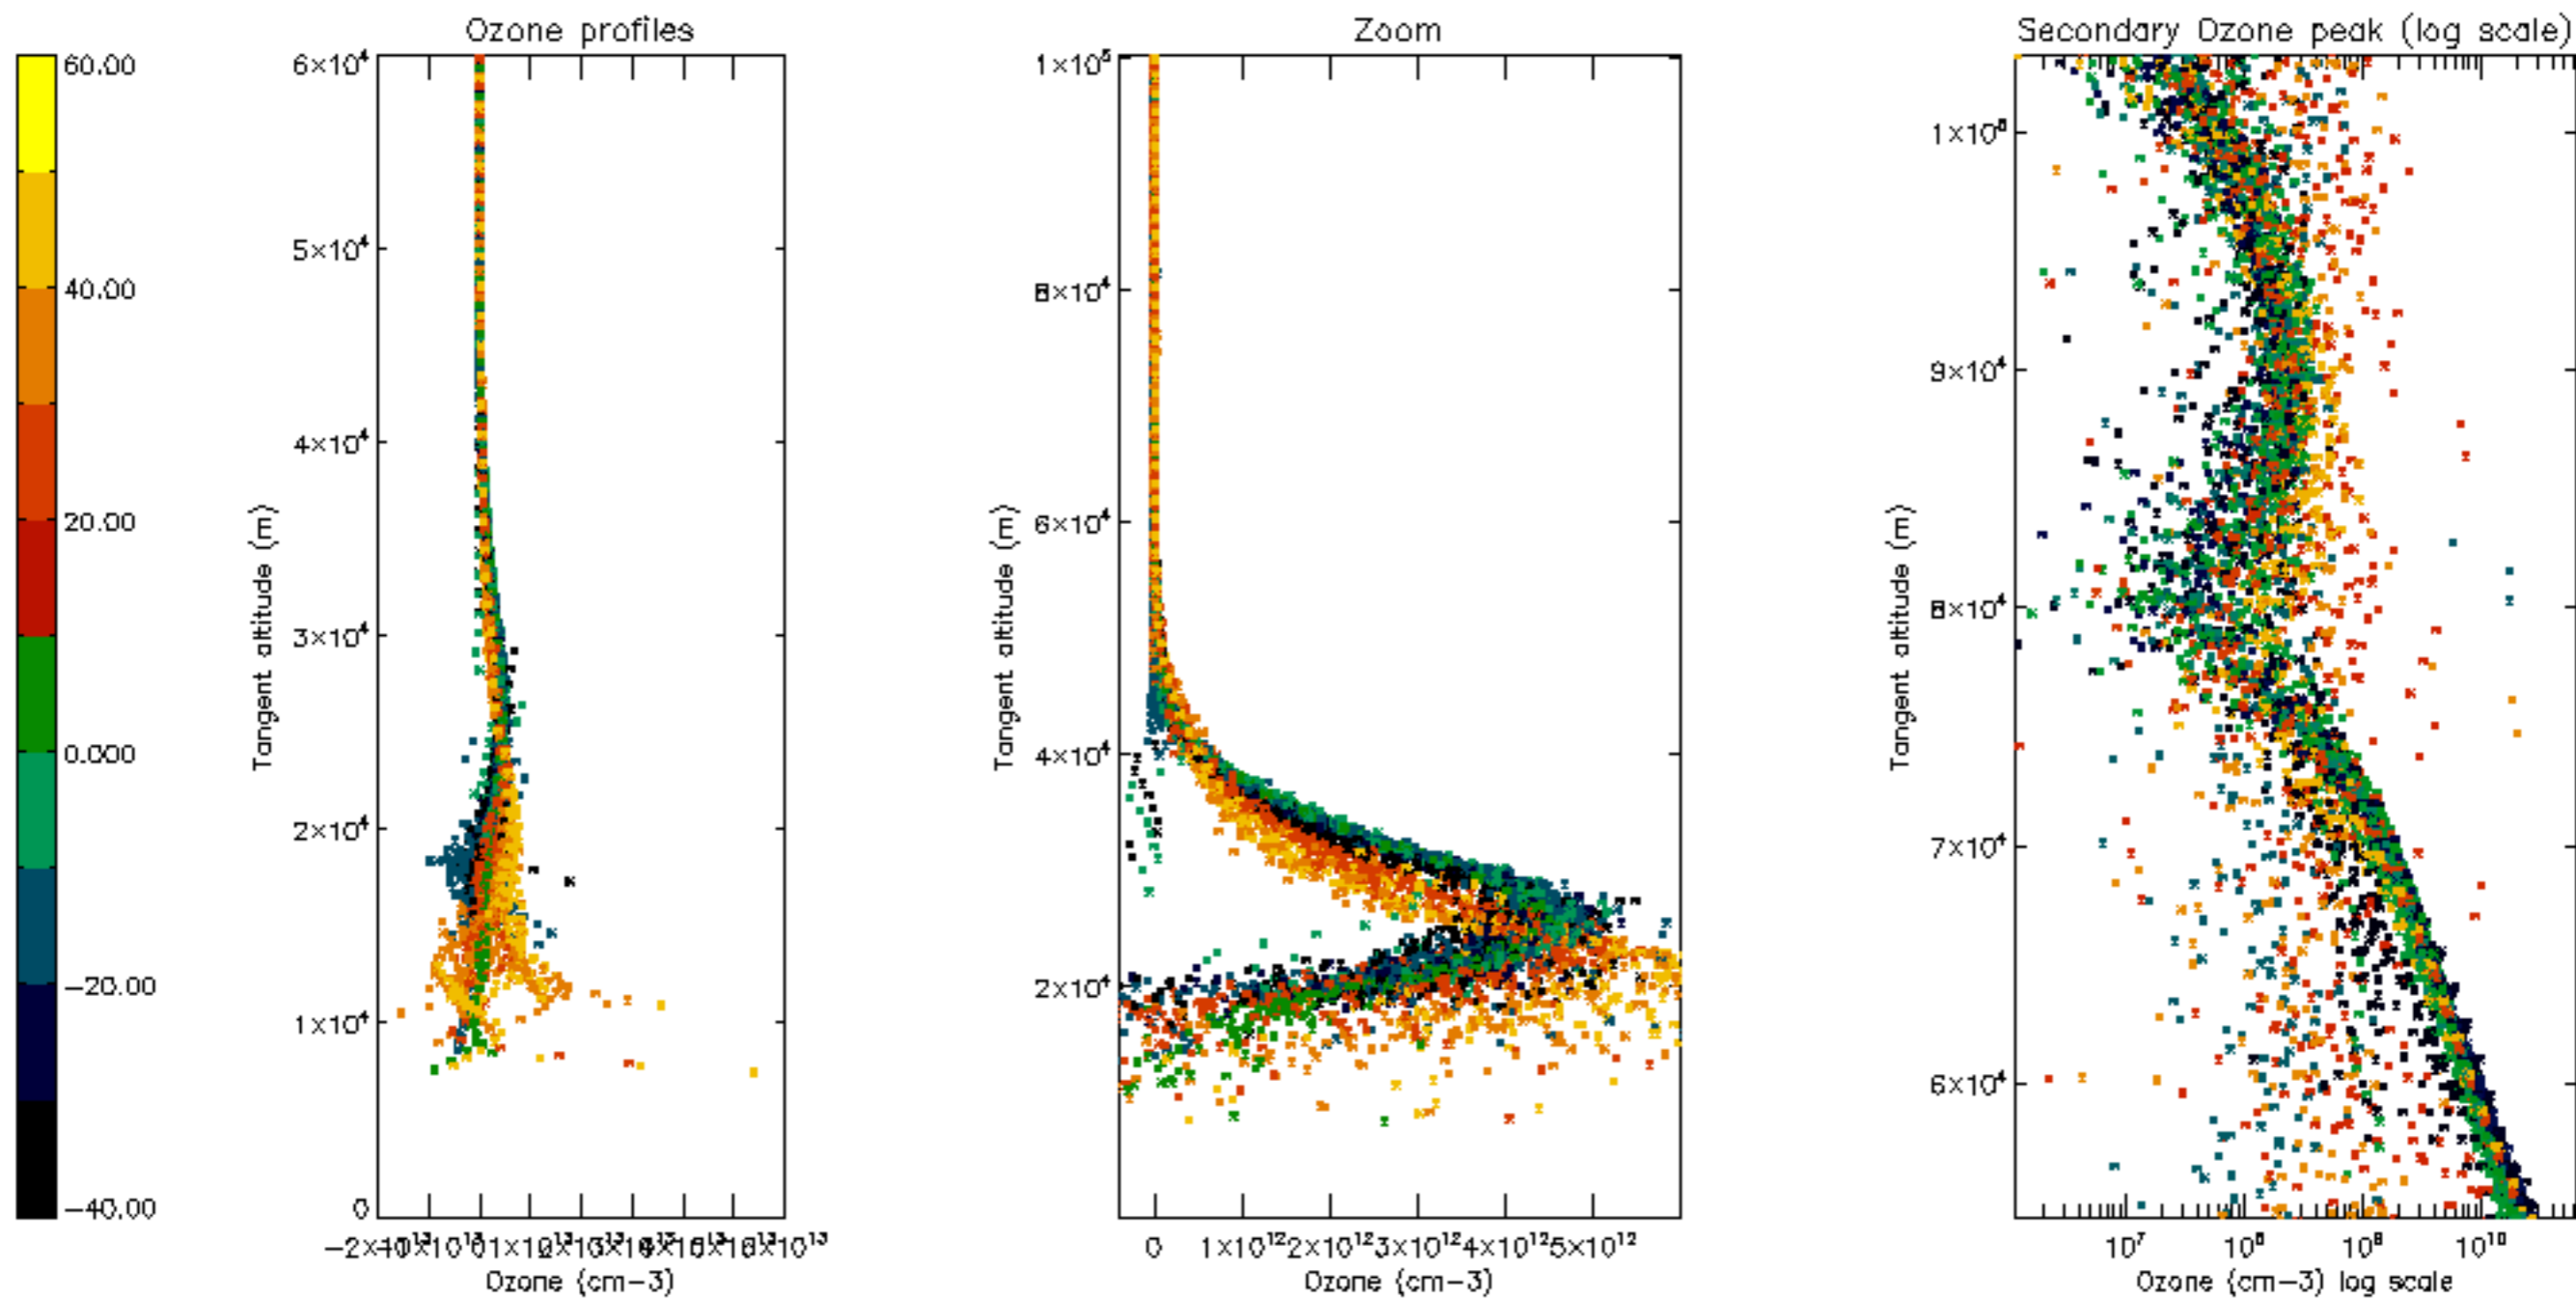 Ozone profiles
Zoom
Secondary Ozone peak (log scale)
60.00
40.00
20.00
0.000
−20.00
−40.00
6×10⁴
5×10⁴
4×10⁴
3×10⁴
2×10⁴
1×10⁴
0
Tangent altitude (m)
Ozone (cm−3)
1×10⁵
8×10⁴
6×10⁴
4×10⁴
2×10⁴
Tangent altitude (m)
0 1×10¹² 2×10¹² 3×10¹² 4×10¹² 5×10¹²
Ozone (cm−3)
9×10⁴
8×10⁴
7×10⁴
6×10⁴
Tangent altitude (m)
10⁷ 10⁸ 10⁹ 10¹⁰
Ozone (cm−3) log scale